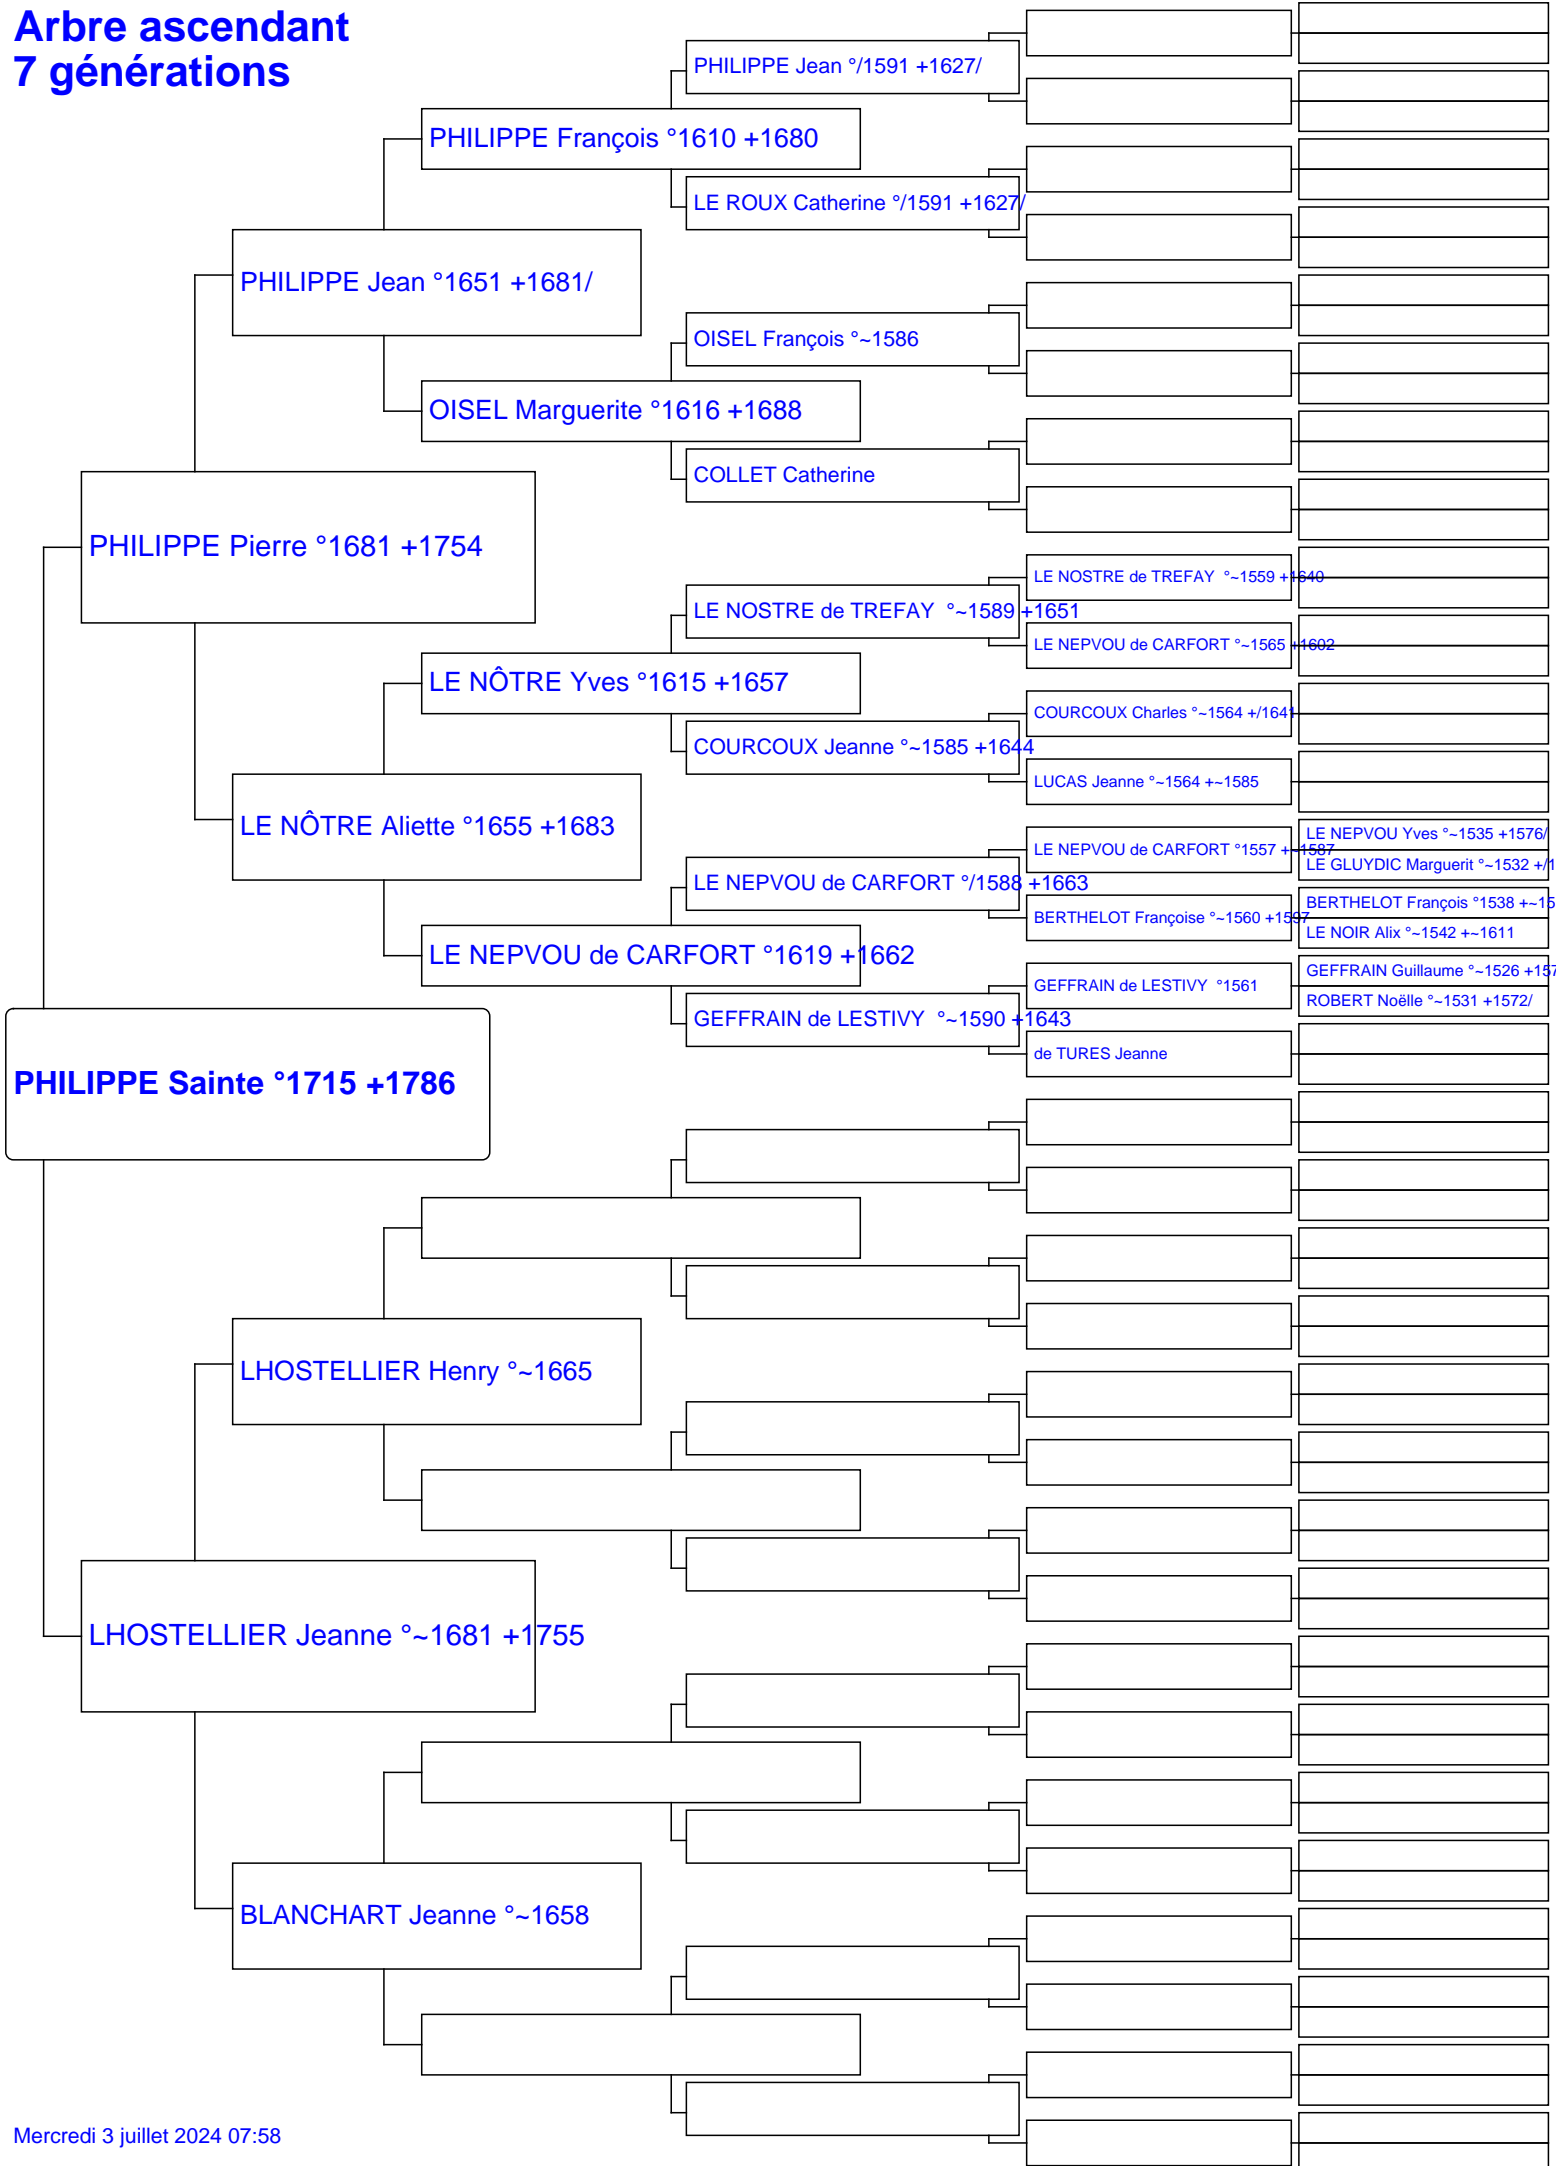 Arbre ascendant
7 générations
PHILIPPE Jean °/1591 +1627/
PHILIPPE François °1610 +1680
LE ROUX Catherine °/1591 +1627/
PHILIPPE Jean °1651 +1681/
OISEL François °~1586
OISEL Marguerite °1616 +1688
COLLET Catherine
PHILIPPE Pierre °1681 +1754
LE NOSTRE de TREFAY °~1559 +1640
LE NOSTRE de TREFAY °~1589 +1651
LE NEPVOU de CARFORT °~1565 +1602
LE NÔTRE Yves °1615 +1657
COURCOUX Charles °~1564 +/1641
COURCOUX Jeanne °~1585 +1644
LUCAS Jeanne °~1564 +~1585
LE NÔTRE Aliette °1655 +1683
LE NEPVOU Yves °~1535 +1576/
LE NEPVOU de CARFORT °1557 +~1587
LE GLUYDIC Marguerit °~1532 +/1
LE NEPVOU de CARFORT °/1588 +1663
BERTHELOT François °1538 +~15
BERTHELOT Françoise °~1560 +1597
LE NOIR Alix °~1542 +~1611
LE NEPVOU de CARFORT °1619 +1662
GEFFRAIN Guillaume °~1526 +157
GEFFRAIN de LESTIVY °1561
ROBERT Noëlle °~1531 +1572/
GEFFRAIN de LESTIVY °~1590 +1643
de TURES Jeanne
PHILIPPE Sainte °1715 +1786
LHOSTELLIER Henry °~1665
LHOSTELLIER Jeanne °~1681 +1755
BLANCHART Jeanne °~1658
Mercredi 3 juillet 2024 07:58